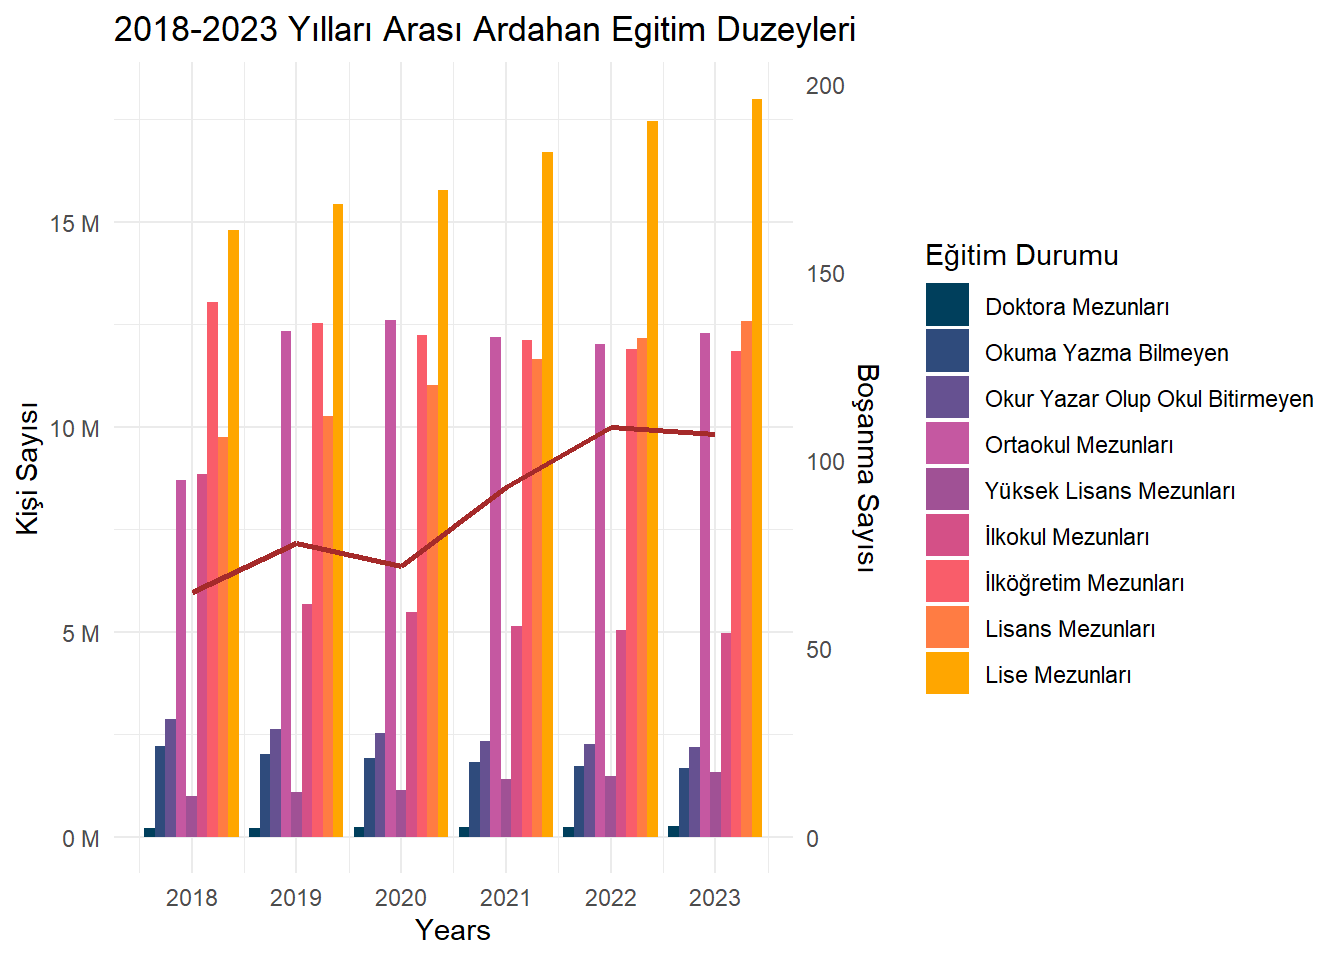 2018-2023 Yılları Arası Ardahan Egitim Duzeyleri
Kişi Sayısı
15 M
10 M
5 M
0 M
200
150
100
50
0
Boşanma Sayısı
2018 2019 2020 2021 2022 2023
Years
Eğitim Durumu
Doktora Mezunları
Okuma Yazma Bilmeyen
Okur Yazar Olup Okul Bitirmeyen
Ortaokul Mezunları
Yüksek Lisans Mezunları
İlkokul Mezunları
İlköğretim Mezunları
Lisans Mezunları
Lise Mezunları